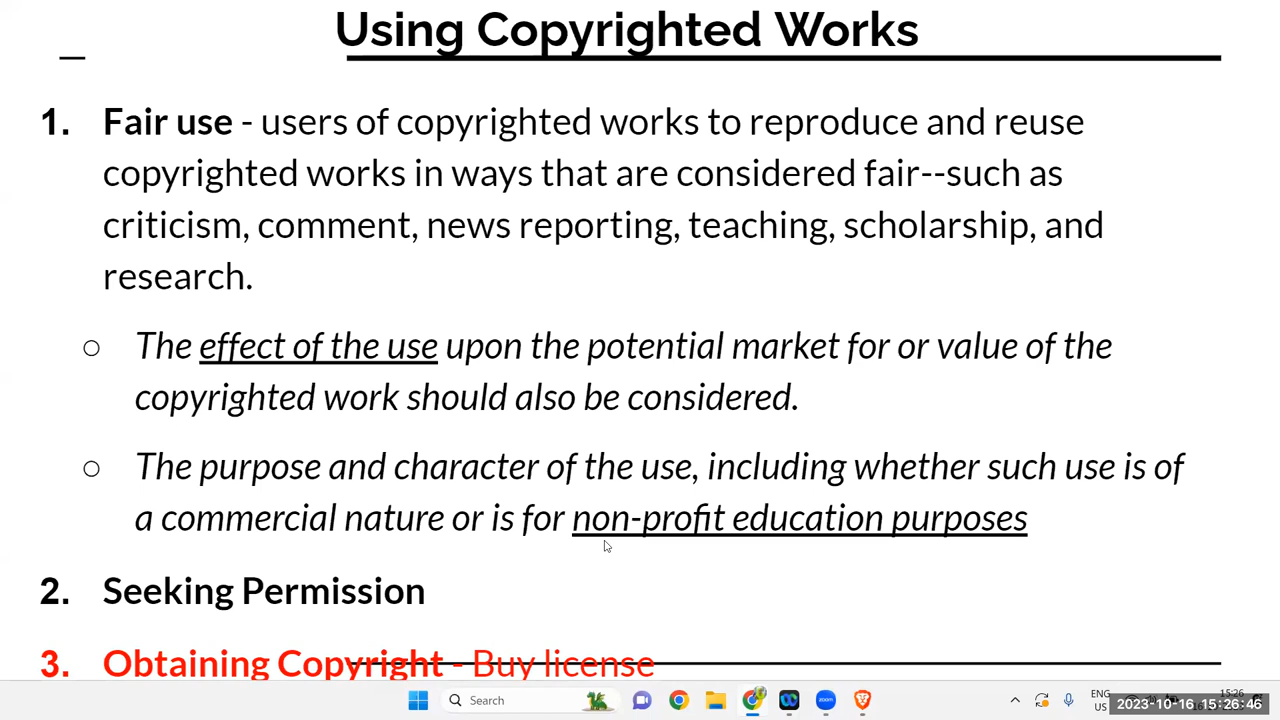 Using Copyrighted Works
1. Fair use - users of copyrighted works to reproduce and reuse
copyrighted works in ways that are considered fair--such as
criticism, comment, news reporting, teaching, scholarship, and
research.
○ The effect of the use upon the potential market for or value of the
copyrighted work should also be considered.
○ The purpose and character of the use, including whether such use is of
a commercial nature or is for non-profit education purposes
2. Seeking Permission
3. Obtaining Copyright - Buy license
Search
zoom
ENG
US
15:26
2023-10-16 15:26:46